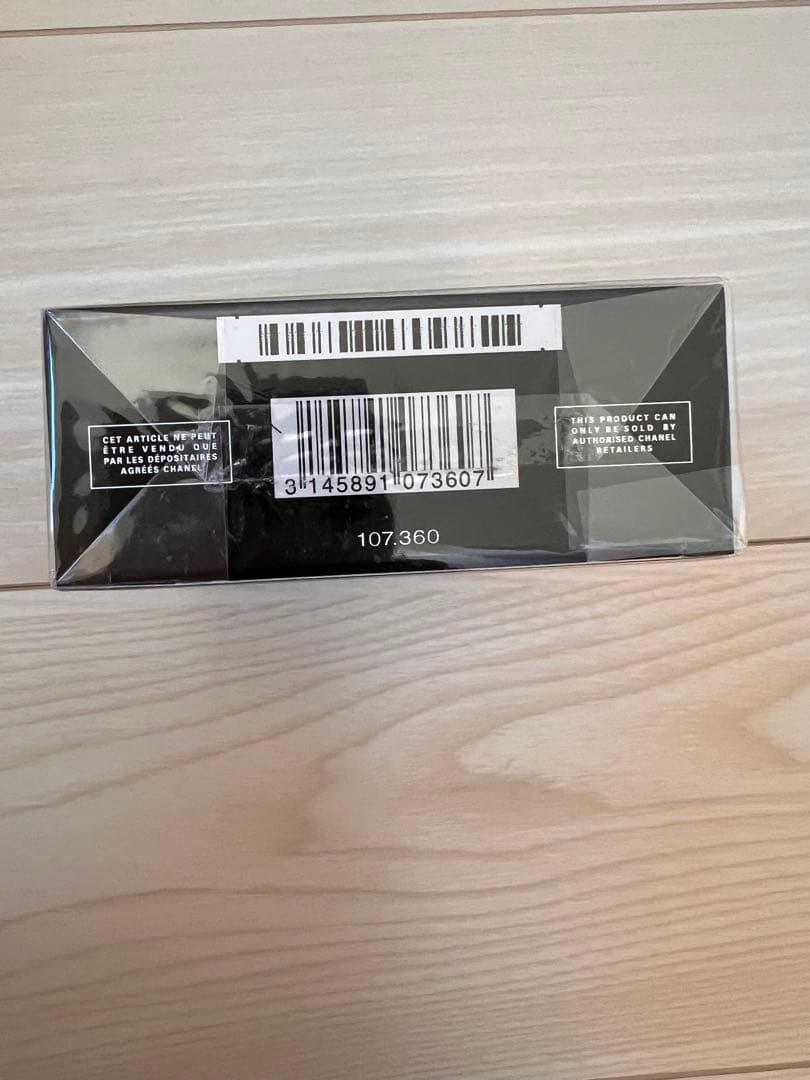 CET ARTICLE NE PEUT
ÊTRE VENDU QUE
PAR LES DÉPOSITAIRES
AGRÉÉS CHANEL
3 145891 073607
THIS PRODUCT CAN
ONLY BE SOLD BY
AUTHORISED CHANEL
RETAILERS
107.360